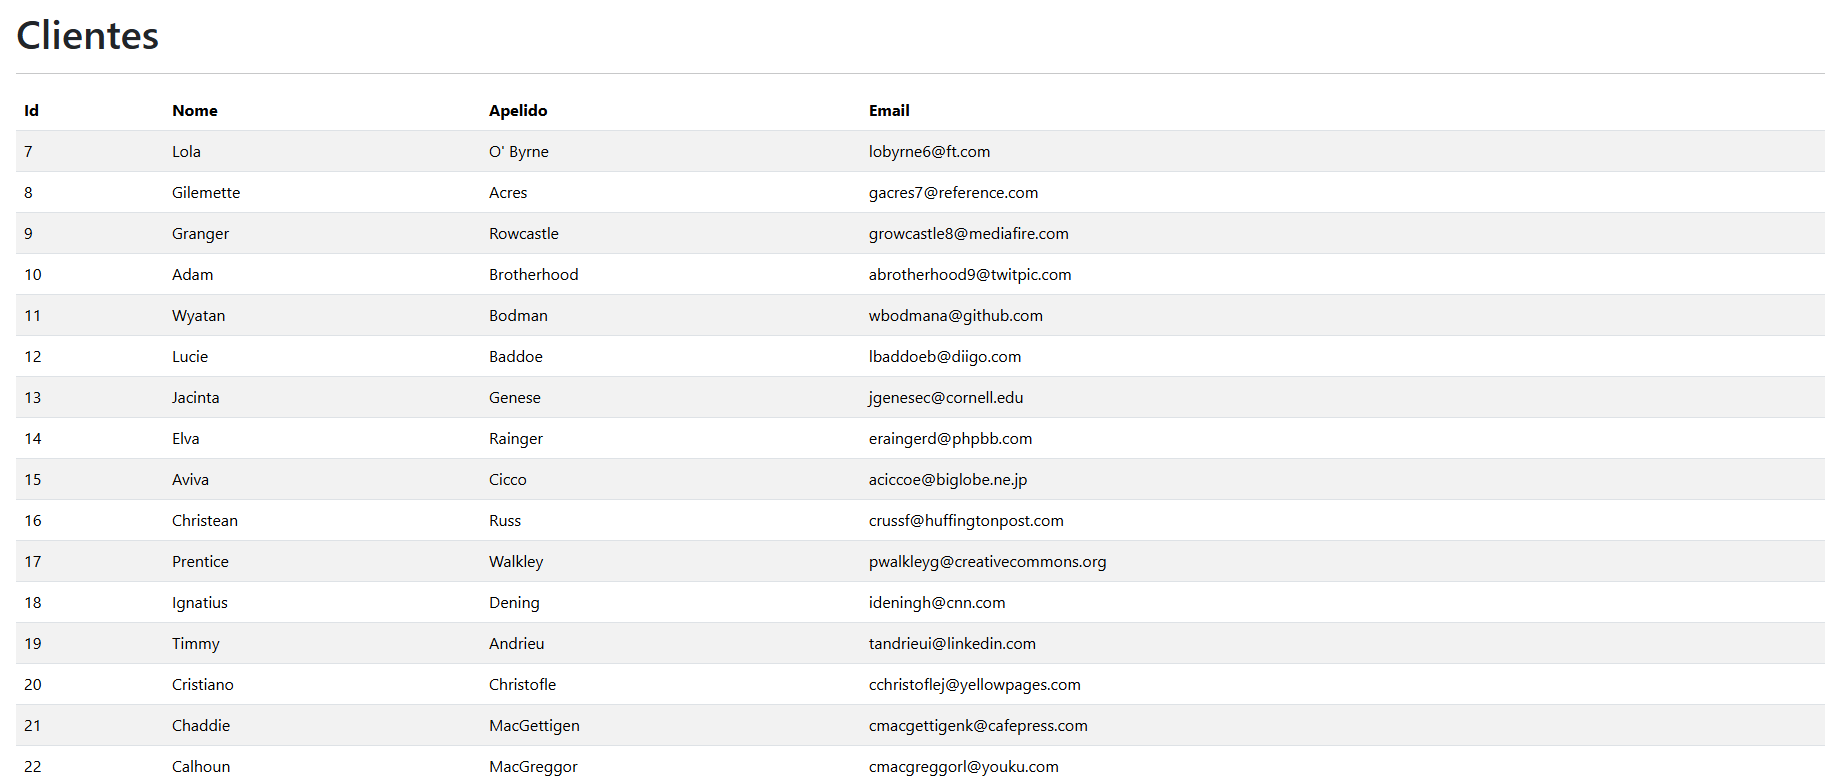 Clientes
Id Nome Apelido Email
7 Lola O' Byrne lobyrne6@ft.com
8 Gilemette Acres gacres7@reference.com
9 Granger Rowcastle growcastle8@mediafire.com
10 Adam Brotherhood abrotherhood9@twitpic.com
11 Wyatan Bodman wbodmana@github.com
12 Lucie Baddoe lbaddoeb@diigo.com
13 Jacinta Genese jgenesec@cornell.edu
14 Elva Rainger eraingerd@phpbb.com
15 Aviva Cicco aciccoe@biglobe.ne.jp
16 Christean Russ crussf@huffingtonpost.com
17 Prentice Walkley pwalkleyg@creativecommons.org
18 Ignatius Dening ideningh@cnn.com
19 Timmy Andrieu tandrieui@linkedin.com
20 Cristiano Christofle cchristoflej@yellowpages.com
21 Chaddie MacGettigen cmacgettigenk@cafepress.com
22 Calhoun MacGreggor cmacgreggorl@youku.com